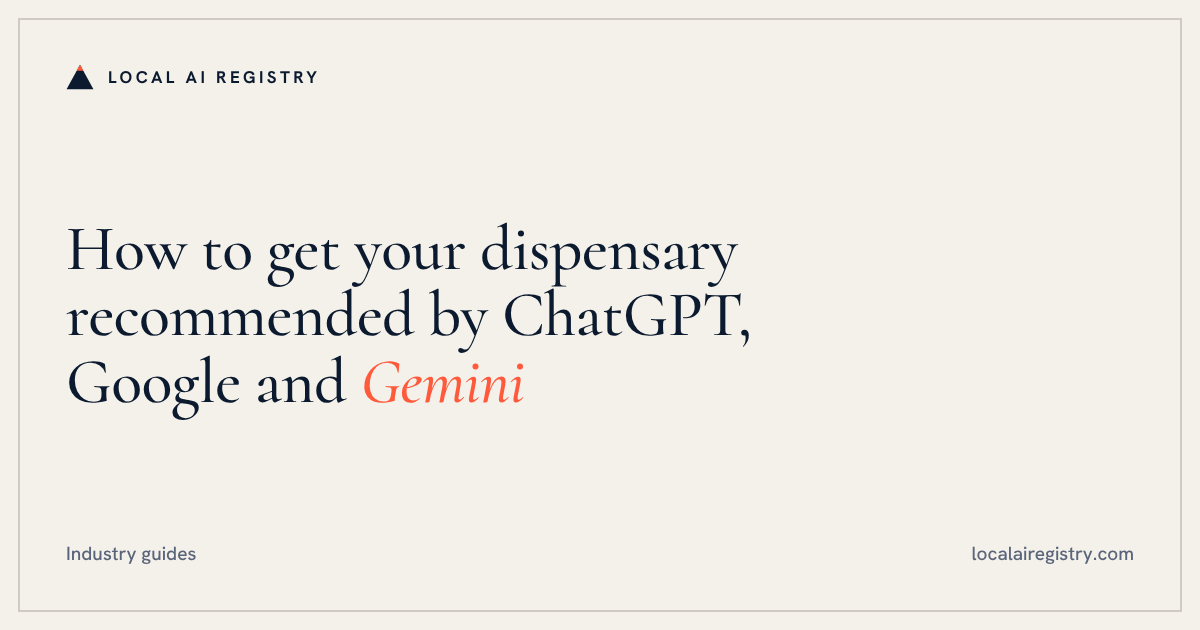 LOCAL AI REGISTRY
How to get your dispensary
recommended by ChatGPT,
Google and Gemini
Industry guides
localairegistry.com